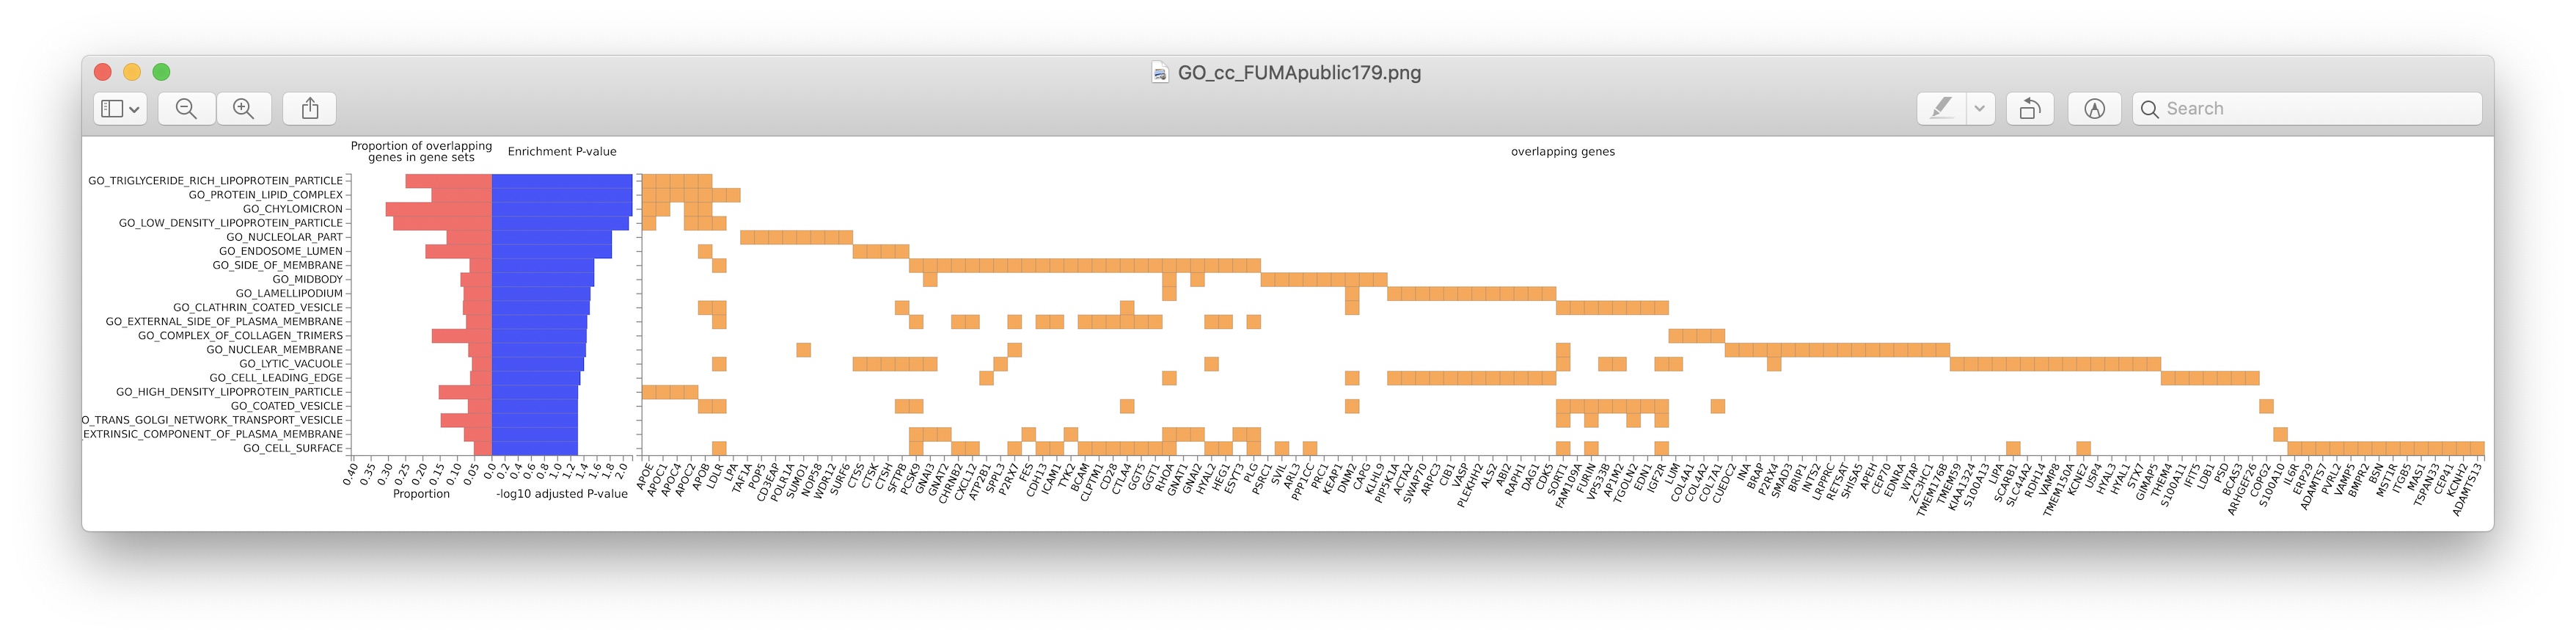 GO_cc_FUMApublic179.png
Search
Proportion of overlapping
genes in gene sets
Enrichment P-value
overlapping genes
GO_TRIGLYCERIDE_RICH_LIPOPROTEIN_PARTICLE
GO_PROTEIN_LIPID_COMPLEX
GO_CHYLOMICRON
GO_LOW_DENSITY_LIPOPROTEIN_PARTICLE
GO_NUCLEOLAR_PART
GO_ENDOSOME_LUMEN
GO_SIDE_OF_MEMBRANE
GO_MIDBODY
GO_LAMELLIPODIUM
GO_CLATHRIN_COATED_VESICLE
GO_EXTERNAL_SIDE_OF_PLASMA_MEMBRANE
GO_COMPLEX_OF_COLLAGEN_TRIMERS
GO_NUCLEAR_MEMBRANE
GO_LYTIC_VACUOLE
GO_CELL_LEADING_EDGE
GO_HIGH_DENSITY_LIPOPROTEIN_PARTICLE
GO_COATED_VESICLE
O_TRANS_GOLGI_NETWORK_TRANSPORT_VESICLE
EXTRINSIC_COMPONENT_OF_PLASMA_MEMBRANE
GO_CELL_SURFACE
0.40
0.35
0.30
0.25
0.20
0.15
0.10
0.05
0.0
0.2
0.4
0.6
0.8
1.0
1.2
1.4
1.6
1.8
2.0
Proportion
-log10 adjusted P-value
APOE
APOC1
APOC4
APOC2
APOB
LDLR
LPA
TAF1A
POP5
CD3EAP
POLR1A
SUMO1
NOP58
WDR12
SURF6
CTSS
CTSK
CTSH
SFTPB
PCSK9
GNAI3
GNAT2
CHRNB2
CXCL12
ATP2B1
SPPL3
P2RX7
FES
CDH13
ICAM1
TYK2
BCAM
CLPTM1
CD28
CTLA4
GGT5
GGT1
RHOA
GNAT1
GNAI2
HYAL2
HEG1
ESYT3
PLG
PSRC1
SVIL
ARL3
PPP1CC
PRC1
KEAP1
DNM2
CAPG
KLHL9
PIP5K1A
ACTA2
SWAP70
ARPC3
CIB1
VASP
PLEKHH2
ALS2
ABI2
RAPH1
DAG1
CDK5
SORT1
FAM109A
FURIN
VPS33B
AP1M2
TGOLN2
EDN1
IGF2R
LUM
COL4A1
COL4A2
COL7A1
CUEDC2
INA
BRAP
P2RX4
SMAD3
BRIP1
INTS2
LRPPRC
RETSAT
SHISA5
APEH
CEP70
EDNRA
WTAP
ZC3HC1
TMEM176B
TMEM59
KIAA1324
S100A13
LIPA
SCARB1
SLC44A2
RDH14
VAMP8
TMEM150A
KCNE2
USP4
HYAL3
HYAL1
STX7
GIMAP5
THEM4
S100A11
IFIT5
LDB1
PSD
BCAS3
ARHGEF26
COPG2
S100A10
IL6R
ERP29
ADAMTS7
PVRL2
VAMP5
BMPR2
BSN
MST1R
ITGB5
MAS1
TSPAN33
CEP41
KCNH2
ADAMTS13